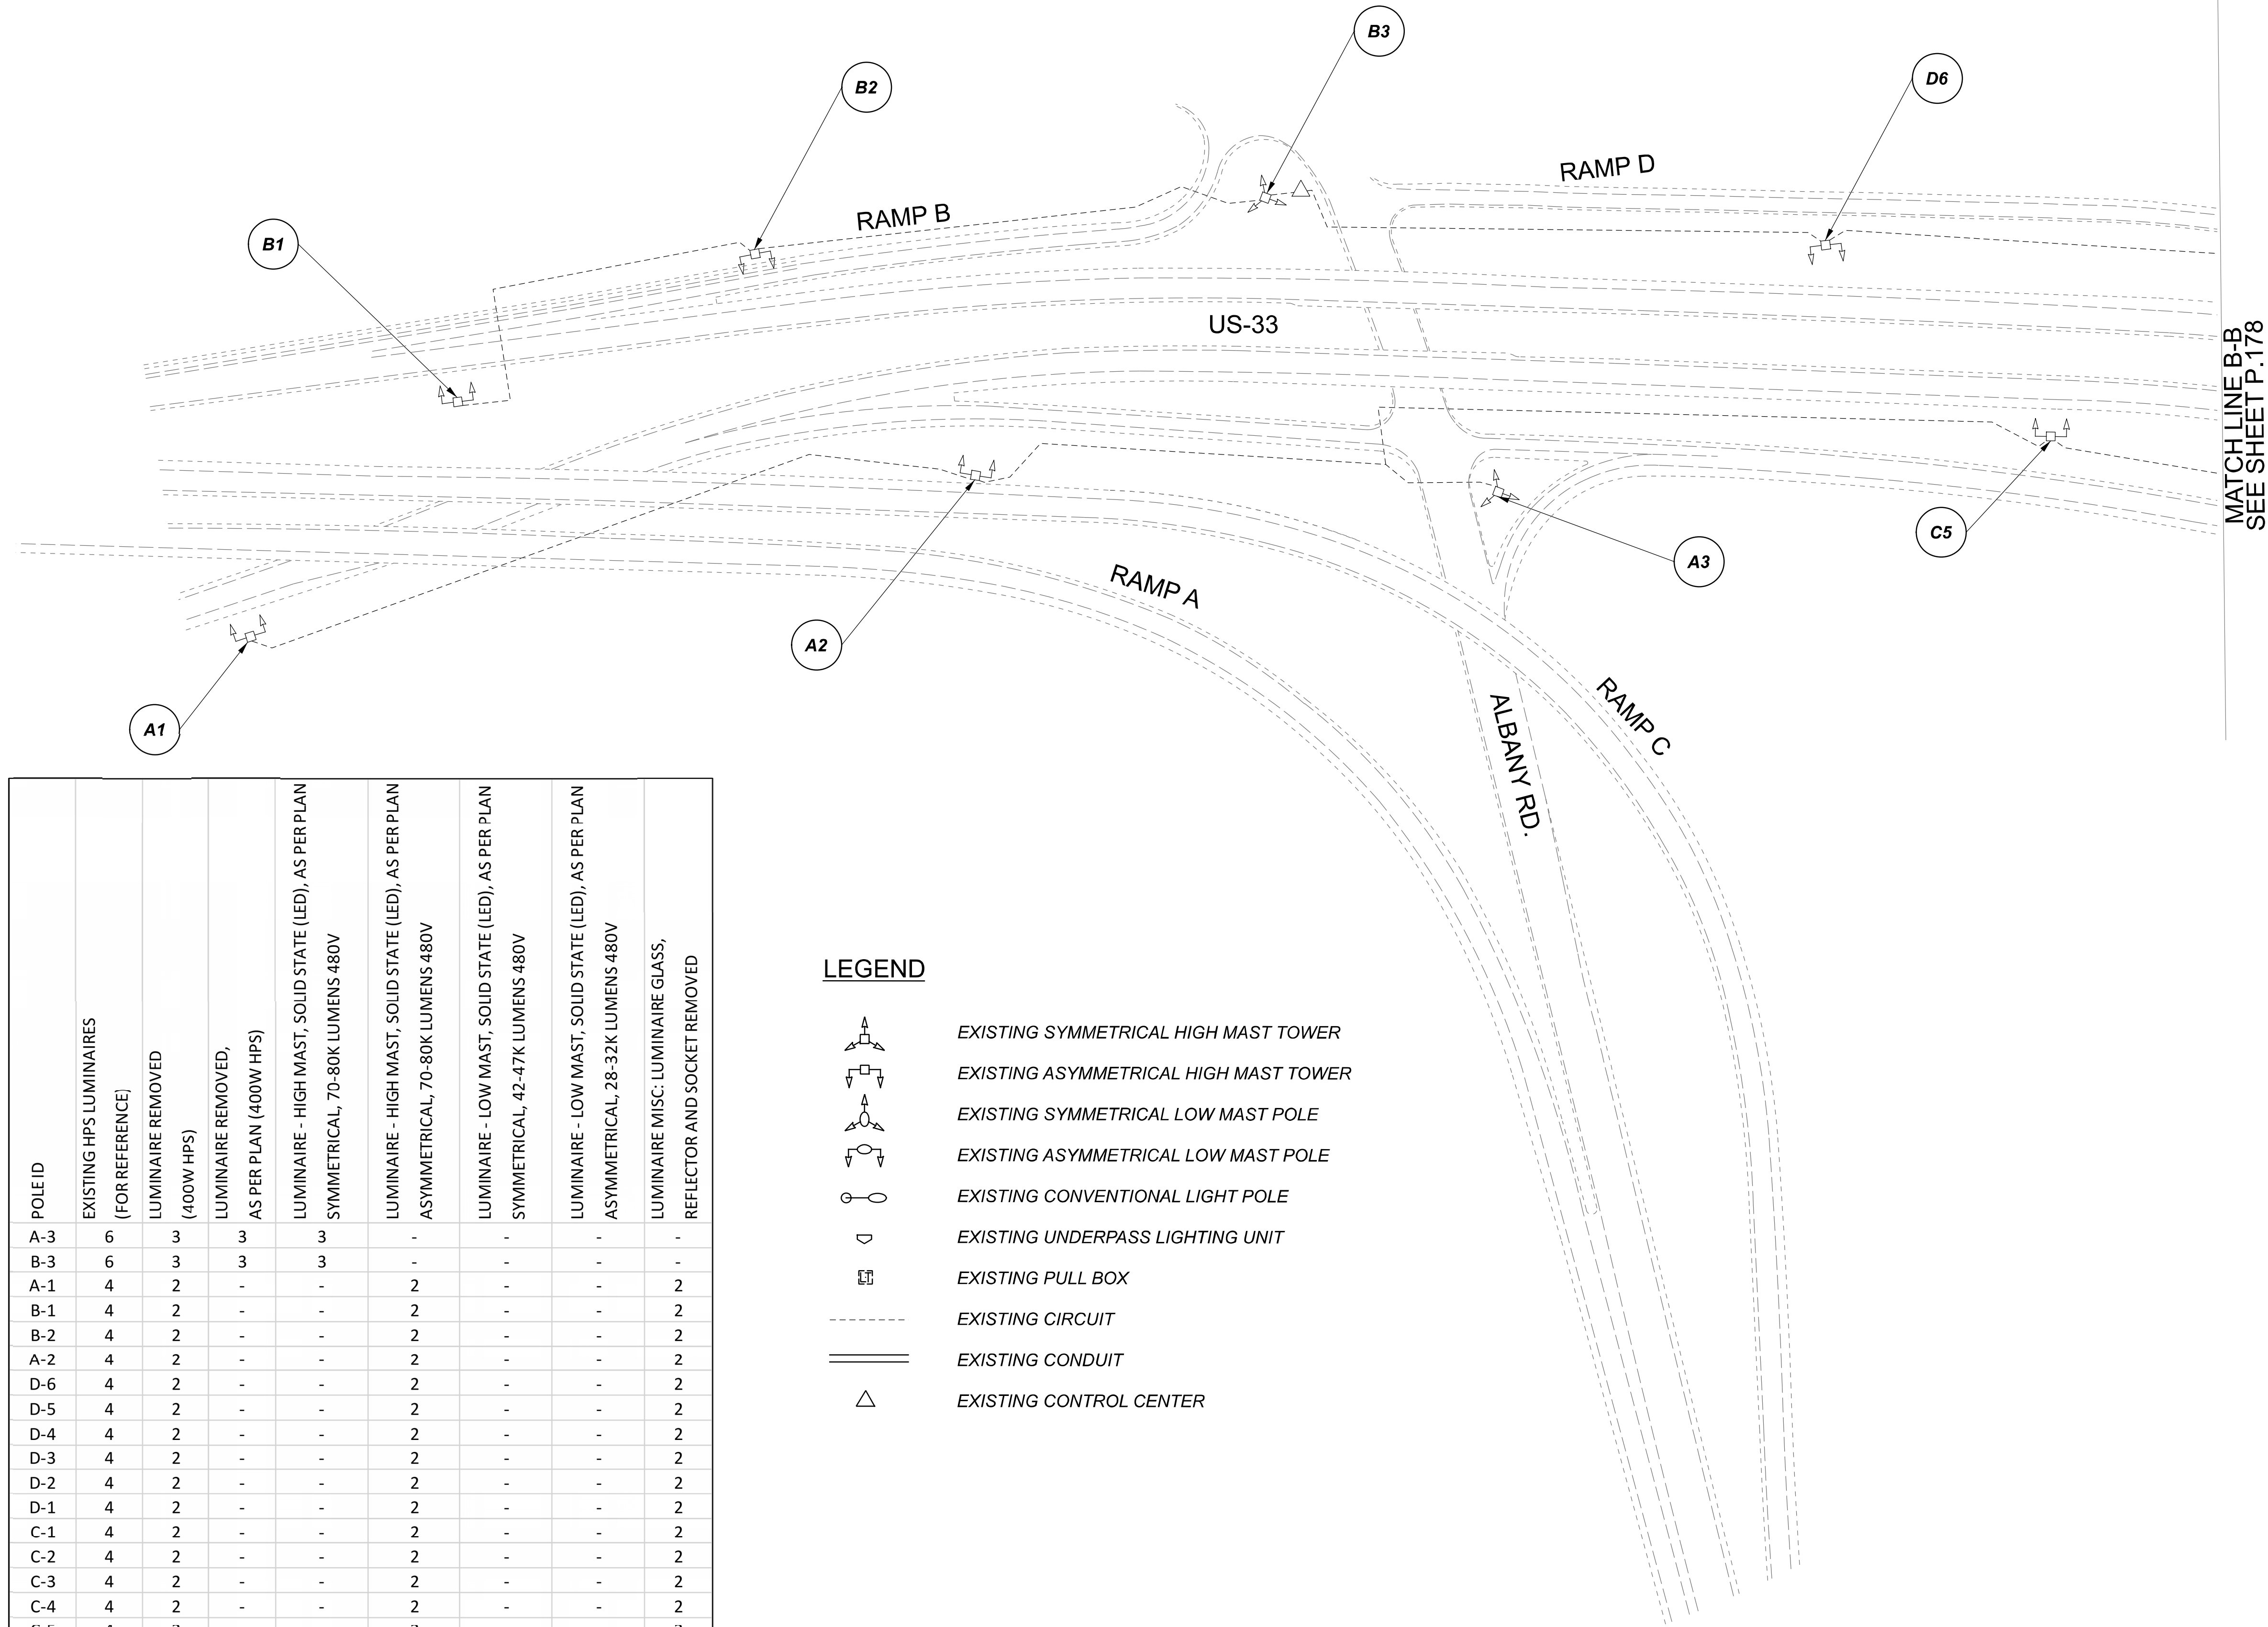 B3
B2
D6
RAMP D
RAMP B
B1
US-33
MATCH LINE B-B
SEE SHEET P.178
C5
A3
RAMP A
A2
A1
RAMP C
ALBANY RD.
POLE ID
EXISTING HPS LUMINAIRES
(FOR REFERENCE)
LUMINAIRE REMOVED
(400W HPS)
LUMINAIRE REMOVED,
AS PER PLAN (400W HPS)
LUMINAIRE - HIGH MAST, SOLID STATE (LED), AS PER PLAN
SYMMETRICAL, 70-80K LUMENS 480V
LUMINAIRE - HIGH MAST, SOLID STATE (LED), AS PER PLAN
ASYMMETRICAL, 70-80K LUMENS 480V
LUMINAIRE - LOW MAST, SOLID STATE (LED), AS PER PLAN
SYMMETRICAL, 42-47K LUMENS 480V
LUMINAIRE - LOW MAST, SOLID STATE (LED), AS PER PLAN
ASYMMETRICAL, 28-32K LUMENS 480V
LUMINAIRE MISC: LUMINAIRE GLASS,
REFLECTOR AND SOCKET REMOVED
A-3 6 3 3 3 - - - -
B-3 6 3 3 3 - - - -
A-1 4 2 - - 2 - - 2
B-1 4 2 - - 2 - - 2
B-2 4 2 - - 2 - - 2
A-2 4 2 - - 2 - - 2
D-6 4 2 - - 2 - - 2
D-5 4 2 - - 2 - - 2
D-4 4 2 - - 2 - - 2
D-3 4 2 - - 2 - - 2
D-2 4 2 - - 2 - - 2
D-1 4 2 - - 2 - - 2
C-1 4 2 - - 2 - - 2
C-2 4 2 - - 2 - - 2
C-3 4 2 - - 2 - - 2
C-4 4 2 - - 2 - - 2
LEGEND
EXISTING SYMMETRICAL HIGH MAST TOWER
EXISTING ASYMMETRICAL HIGH MAST TOWER
EXISTING SYMMETRICAL LOW MAST POLE
EXISTING ASYMMETRICAL LOW MAST POLE
EXISTING CONVENTIONAL LIGHT POLE
EXISTING UNDERPASS LIGHTING UNIT
EXISTING PULL BOX
EXISTING CIRCUIT
EXISTING CONDUIT
EXISTING CONTROL CENTER